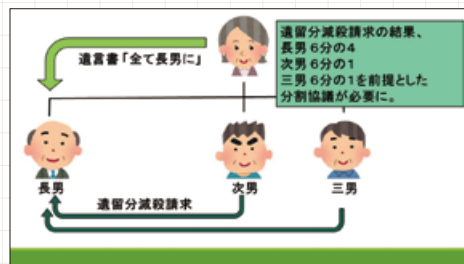 遺言書「全て長男に」
遺留分減殺請求の結果、
長男６分の４
次男６分の１
三男６分の１を前提とした
分割協議が必要に。
長男
次男
三男
遺留分減殺請求